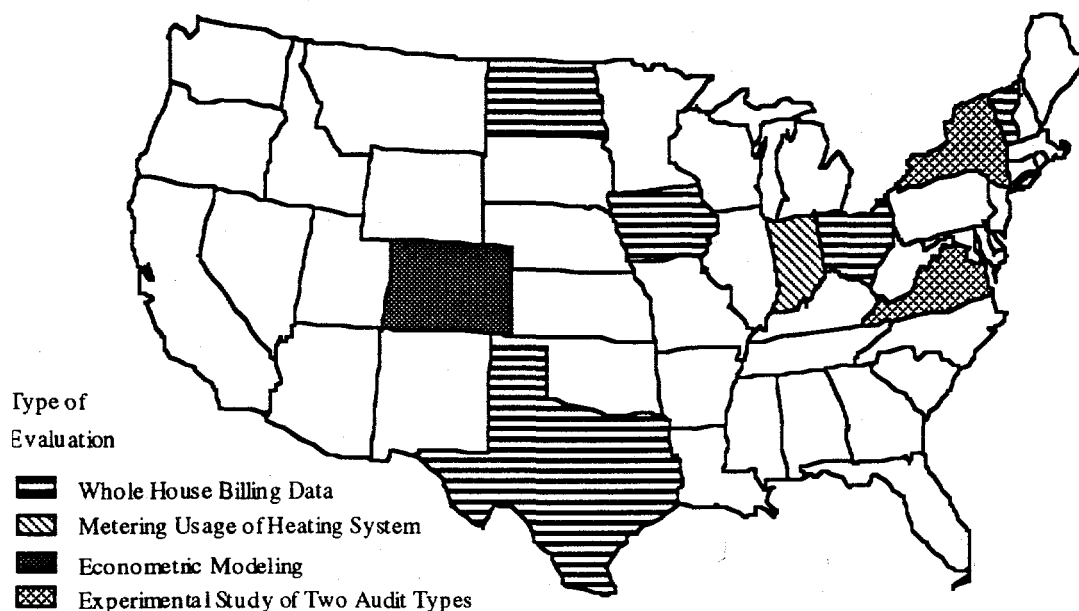 Type of
Evaluation
Whole House Billing Data
Metering Usage of Heating System
Econometric Modeling
Experimental Study of Two Audit Types